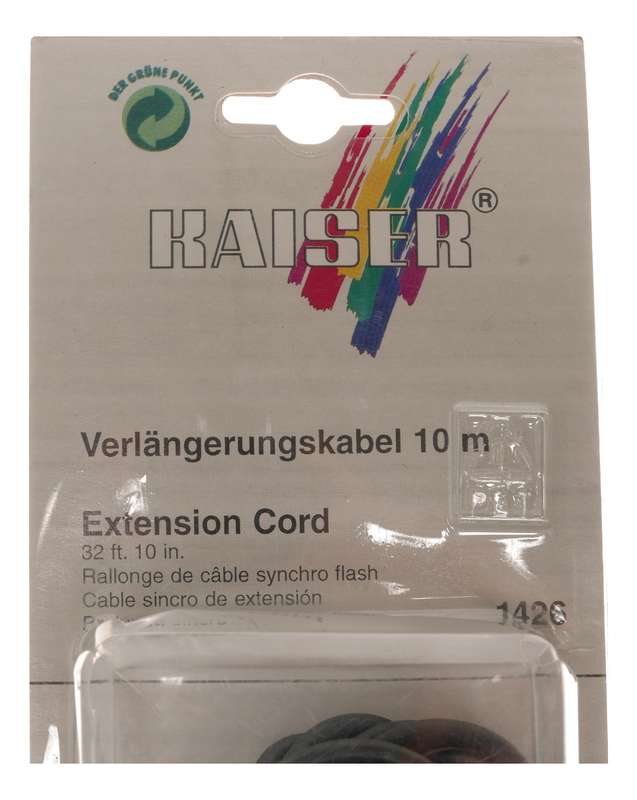 DER GRÜNE PUNKT
KAISER®
Verlängerungskabel 10 m
Extension Cord
32 ft. 10 in.
Rallonge de câble synchro flash
Cable sincro de extensión
1426